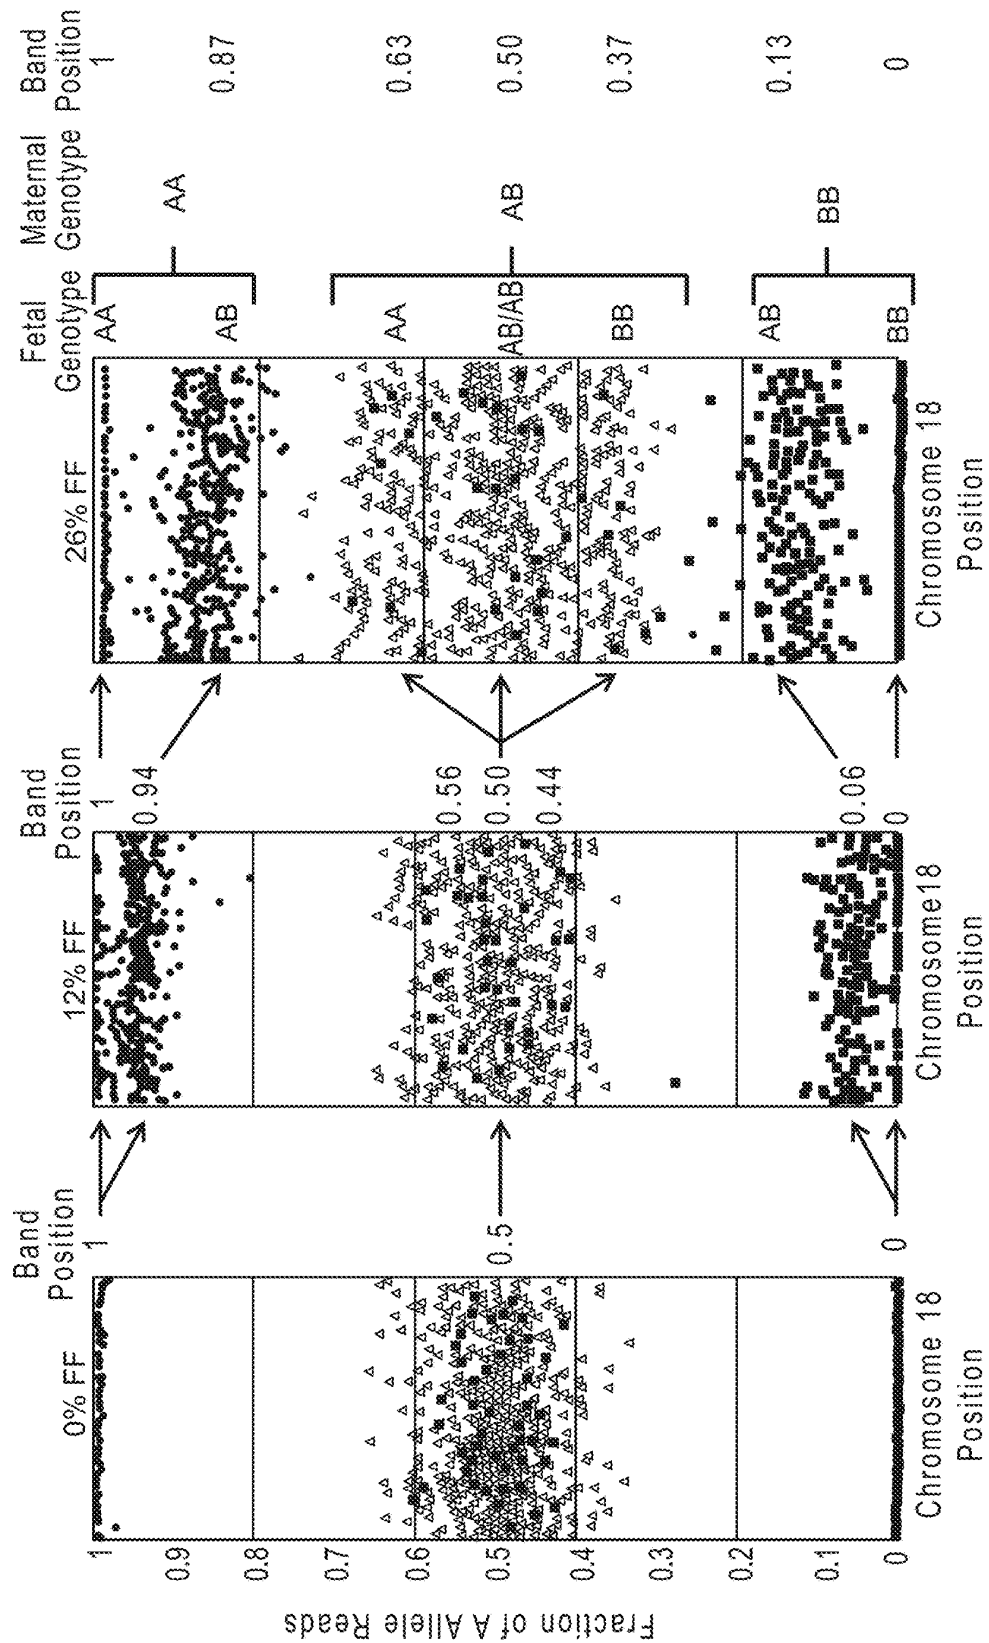 Fraction of A Allele Reads
1
0.9
0.8
0.7
0.6
0.5
0.4
0.3
0.2
0.1
0
0% FF
Chromosome 18
Position
Band
Position
1
0.5
0
12% FF
Chromosome18
Position
Band
Position
1
0.94
0.56
0.50
0.44
0.06
0
26% FF
Chromosome 18
Position
Fetal
Genotype
AA
AB
AA
AB/AB
BB
AB
BB
Maternal
Genotype
AA
AB
BB
Band
Position
1
0.87
0.63
0.50
0.37
0.13
0